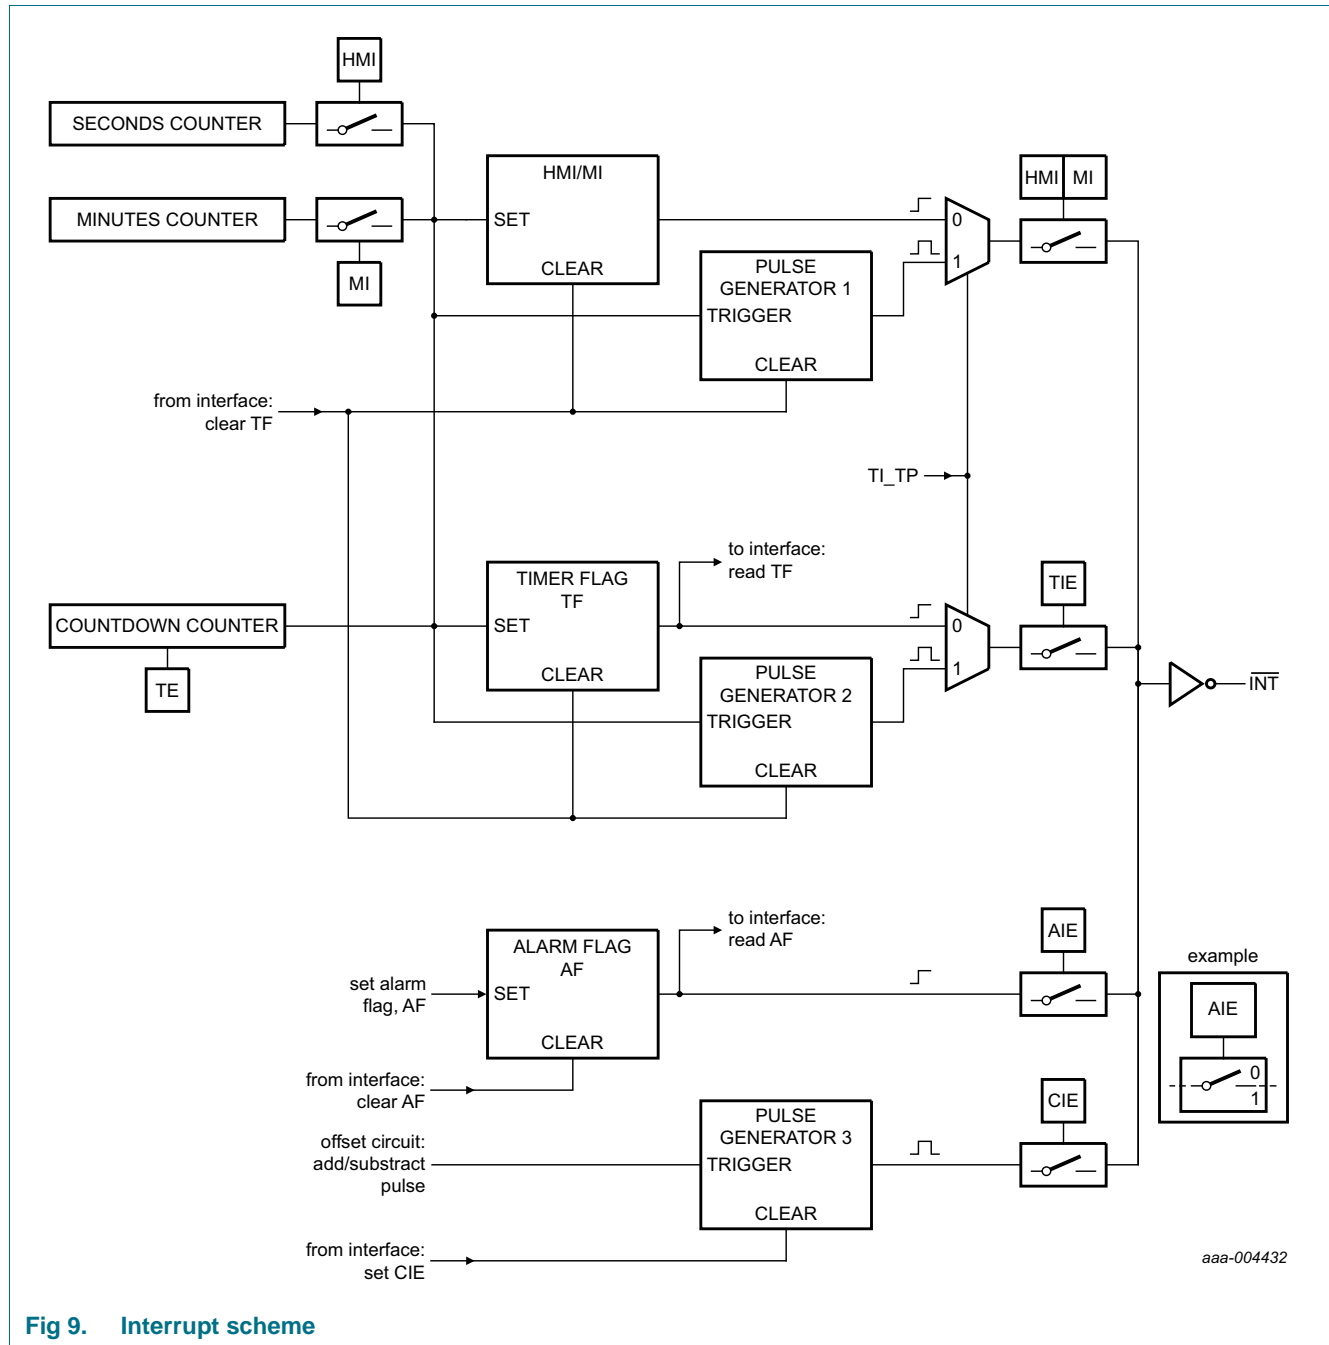 HMI
SECONDS COUNTER
MINUTES COUNTER
MI
HMI/MI
SET
CLEAR
PULSE
GENERATOR 1
TRIGGER
CLEAR
0
1
HMI MI
from interface:
clear TF
TI_TP
to interface:
read TF
COUNTDOWN COUNTER
TE
TIMER FLAG
TF
SET
CLEAR
PULSE
GENERATOR 2
TRIGGER
CLEAR
0
1
TIE
INT
to interface:
read AF
set alarm
flag, AF
ALARM FLAG
AF
SET
CLEAR
from interface:
clear AF
AIE
example
AIE
0
1
offset circuit:
add/substract
pulse
PULSE
GENERATOR 3
TRIGGER
CLEAR
CIE
from interface:
set CIE
aaa-004432
Fig 9. Interrupt scheme